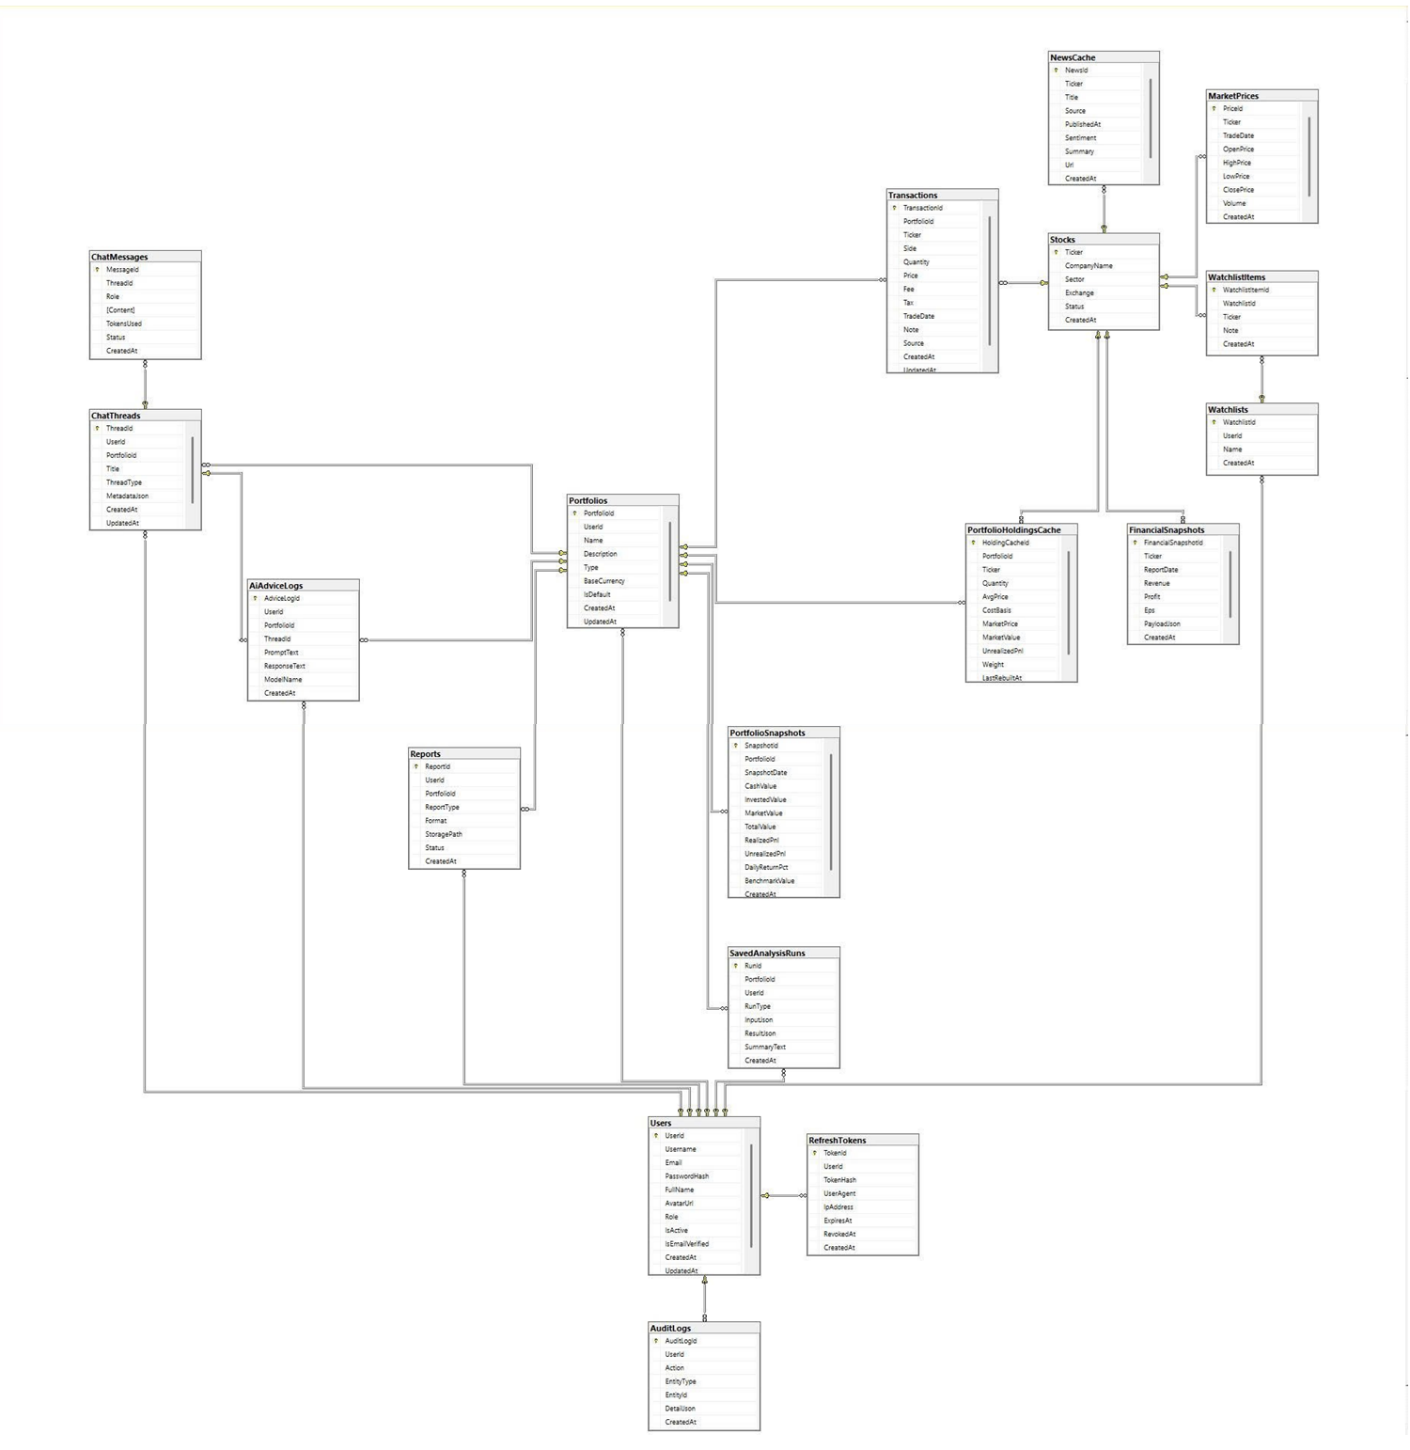 NewsCache
NewsId
Ticker
Title
Source
PublishedAt
Sentiment
Summary
Url
CreatedAt
MarketPrices
PriceId
Ticker
TradeDate
OpenPrice
HighPrice
LowPrice
ClosePrice
Volume
CreatedAt
Transactions
TransactionId
PortfolioId
Ticker
Side
Quantity
Price
Fee
Tax
TradeDate
Note
Source
CreatedAt
UpdatedAt
Stocks
Ticker
CompanyName
Sector
Exchange
Status
CreatedAt
WatchlistItems
WatchlistItemId
WatchlistId
Ticker
Note
CreatedAt
ChatMessages
MessageId
ThreadId
Role
[Content]
TokensUsed
Status
CreatedAt
Watchlists
WatchlistId
UserId
Name
CreatedAt
ChatThreads
ThreadId
UserId
PortfolioId
Title
ThreadType
MetadataJson
CreatedAt
UpdatedAt
Portfolios
PortfolioId
UserId
Name
Description
Type
BaseCurrency
IsDefault
CreatedAt
UpdatedAt
PortfolioHoldingsCache
HoldingCacheId
PortfolioId
Ticker
Quantity
AvgPrice
CostBasis
MarketPrice
MarketValue
UnrealizedPnl
Weight
LastRebuiltAt
FinancialSnapshots
FinancialSnapshotId
Ticker
ReportDate
Revenue
Profit
Eps
PayloadJson
CreatedAt
AiAdviceLogs
AdviceLogId
UserId
PortfolioId
ThreadId
PromptText
ResponseText
ModelName
CreatedAt
PortfolioSnapshots
SnapshotId
PortfolioId
SnapshotDate
CashValue
InvestedValue
MarketValue
TotalValue
RealizedPnl
UnrealizedPnl
DailyReturnPct
BenchmarkValue
CreatedAt
Reports
ReportId
UserId
PortfolioId
ReportType
Format
StoragePath
Status
CreatedAt
SavedAnalysisRuns
RunId
PortfolioId
UserId
RunType
InputJson
ResultJson
SummaryText
CreatedAt
Users
UserId
Username
Email
PasswordHash
FullName
AvatarUrl
Role
IsActive
IsEmailVerified
CreatedAt
UpdatedAt
RefreshTokens
TokenId
UserId
TokenHash
UserAgent
IpAddress
ExpiresAt
RevokedAt
CreatedAt
AuditLogs
AuditLogId
UserId
Action
EntityType
EntityId
DetailJson
CreatedAt